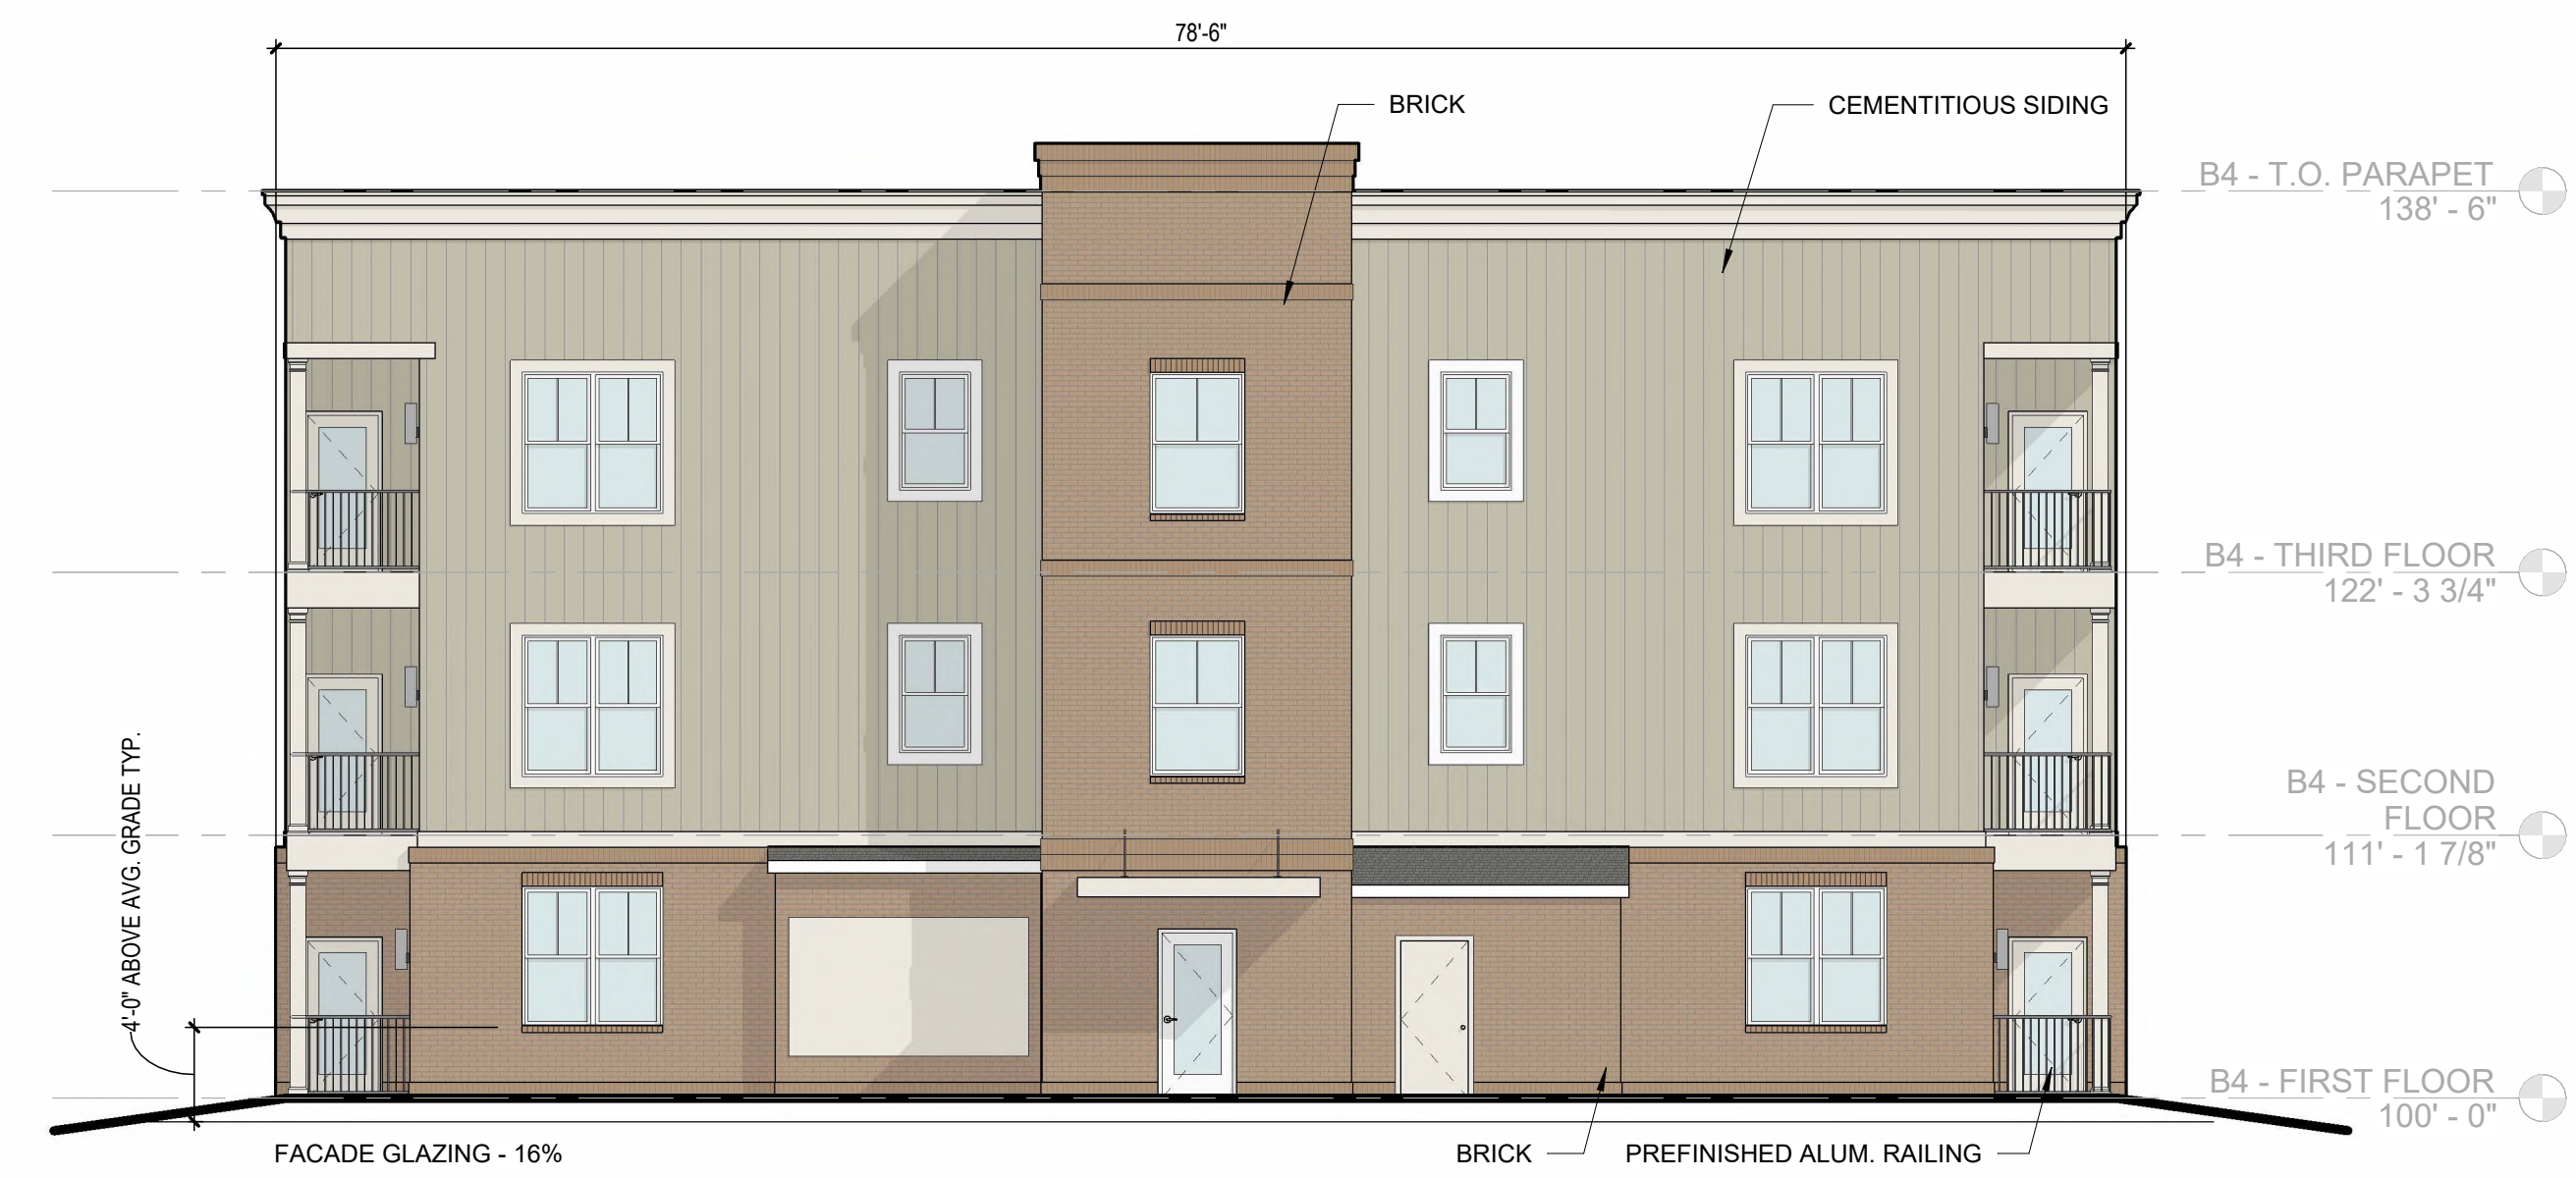 78'-6"
BRICK
CEMENTITIOUS SIDING
B4 - T.O. PARAPET
138' - 6"
B4 - THIRD FLOOR
122' - 3 3/4"
B4 - SECOND
FLOOR
111' - 1 7/8"
4'-0" ABOVE AVG. GRADE TYP.
B4 - FIRST FLOOR
100' - 0"
FACADE GLAZING - 16%
BRICK
PREFINISHED ALUM. RAILING